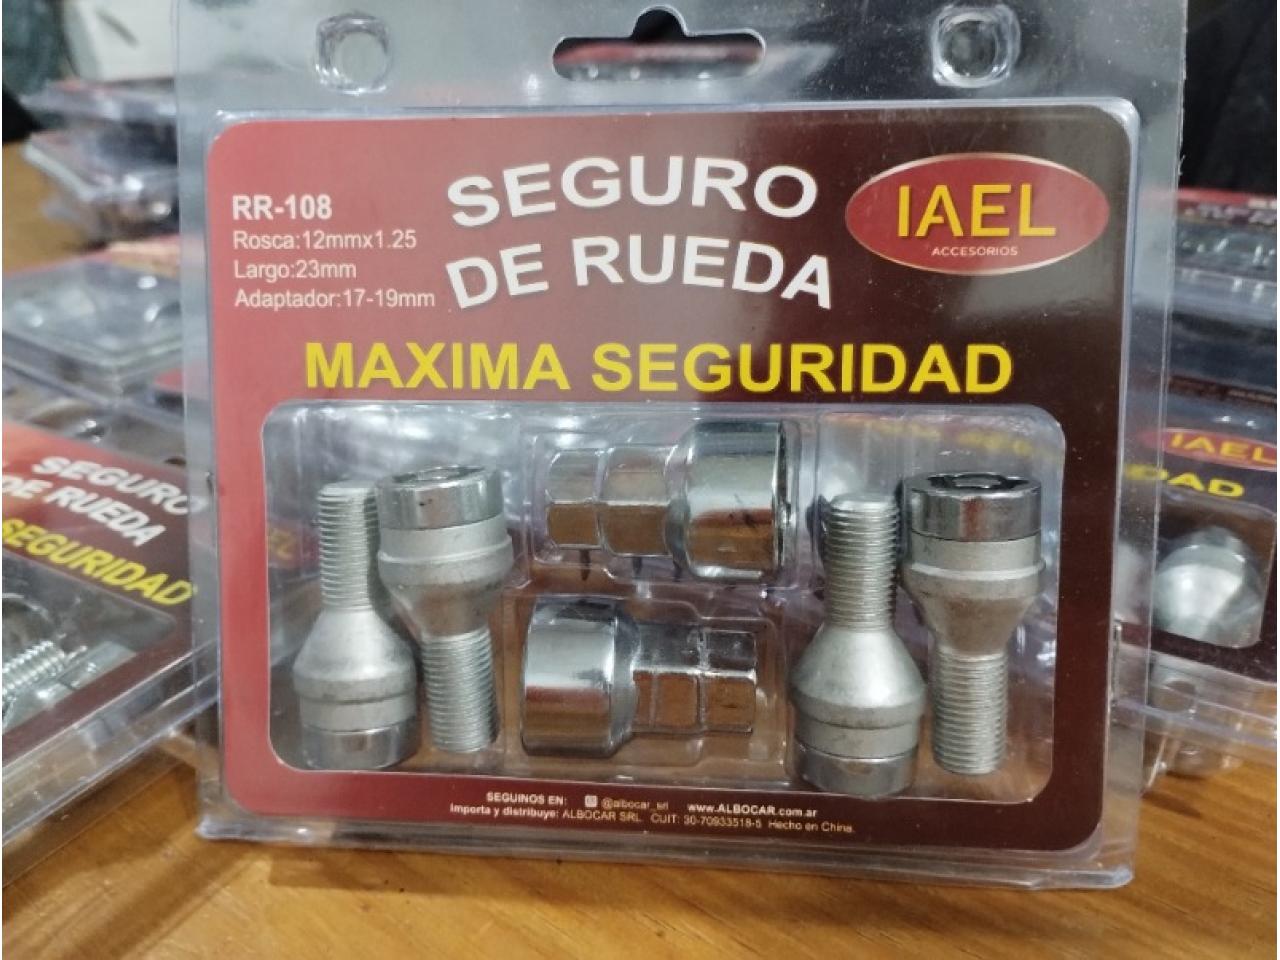 RR-108
Rosca:12mmx1.25
Largo:23mm
Adaptador:17-19mm
SEGURO
DE RUEDA
IAEL
ACCESORIOS
MAXIMA SEGURIDAD
SEGUINOS EN: @albocar_srl www.ALBOCAR.com.ar
Importa y distribuye: ALBOCAR SRL CUIT: 30-70933518-5 Hecho en China.
SEGURO
DE RUEDA
SEGURIDAD
IAEL
DAD
IAEL